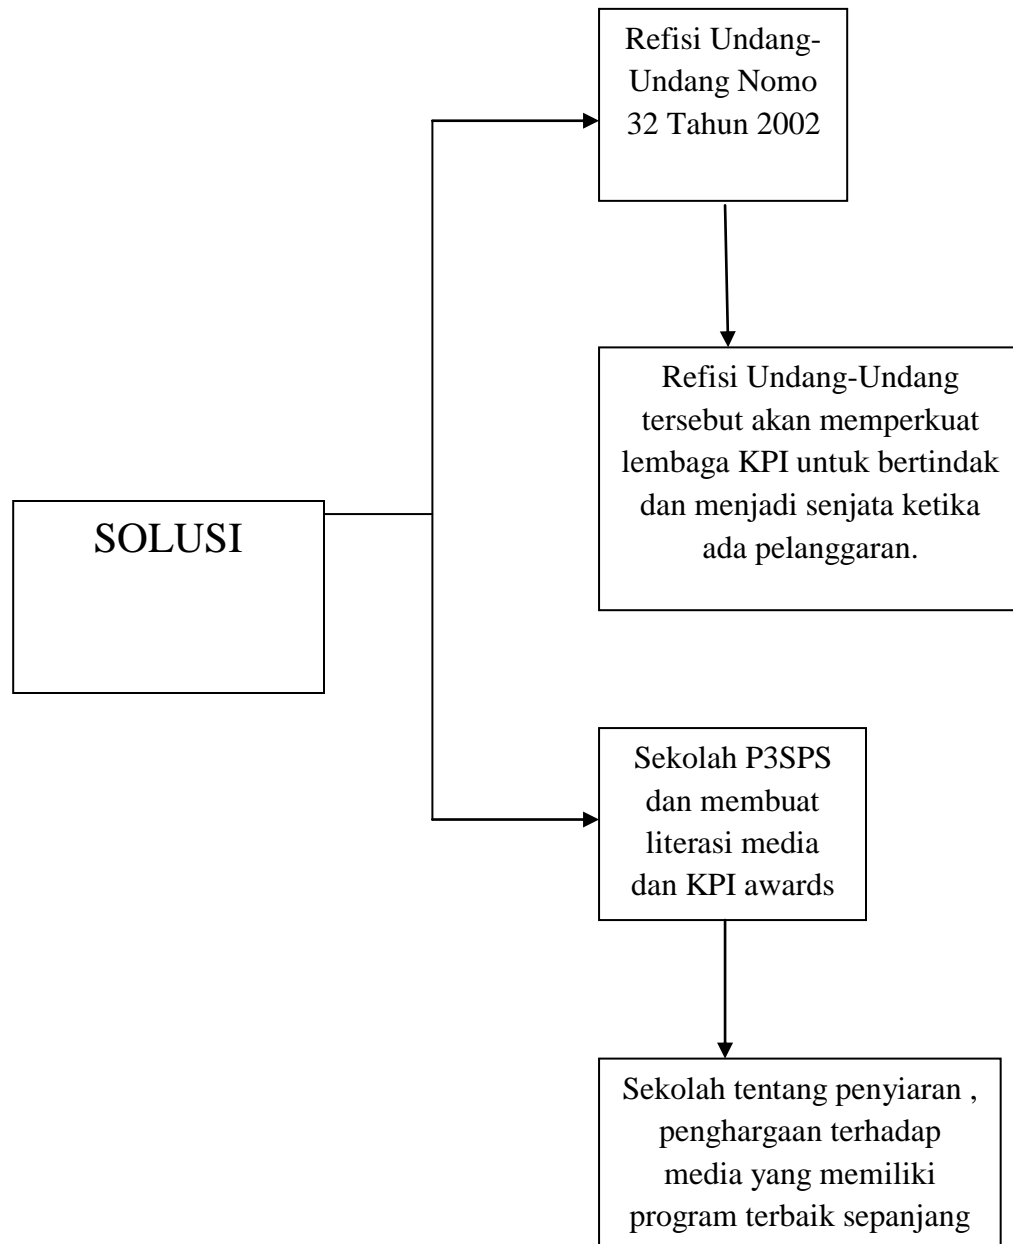 Refisi Undang-
Undang Nomo
32 Tahun 2002
Refisi Undang-Undang
tersebut akan memperkuat
lembaga KPI untuk bertindak
dan menjadi senjata ketika
ada pelanggaran.
SOLUSI
Sekolah P3SPS
dan membuat
literasi media
dan KPI awards
Sekolah tentang penyiaran ,
penghargaan terhadap
media yang memiliki
program terbaik sepanjang